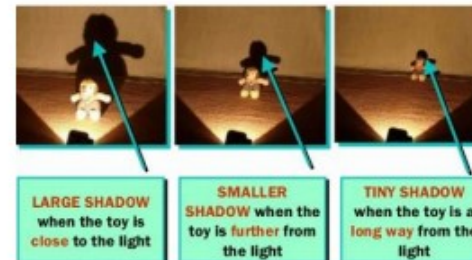 LARGE SHADOW
when the toy is
close to the light
SMALLER
SHADOW when the
toy is further from
the light
TINY SHADOW
when the toy is a
long way from the
light